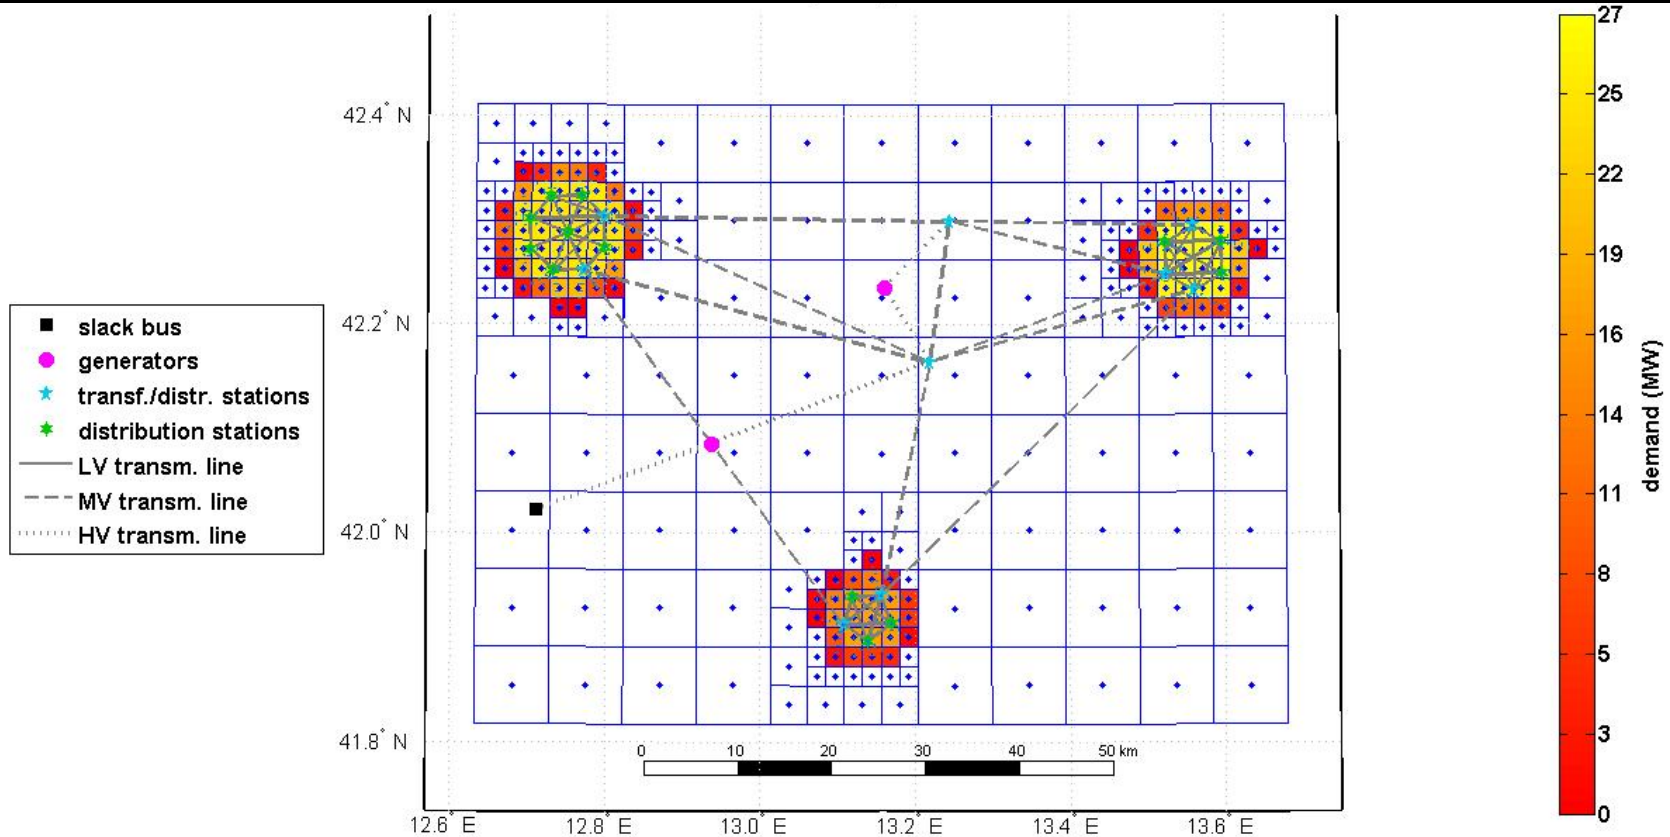 42.4° N
42.2° N
42.0° N
41.8° N
12.6° E
12.8° E
13.0° E
13.2° E
13.4° E
13.6° E
0 10 20 30 40 50 km
slack bus
generators
transf./distr. stations
distribution stations
LV transm. line
MV transm. line
HV transm. line
27
25
22
19
16
14
11
8
5
3
0
demand (MW)